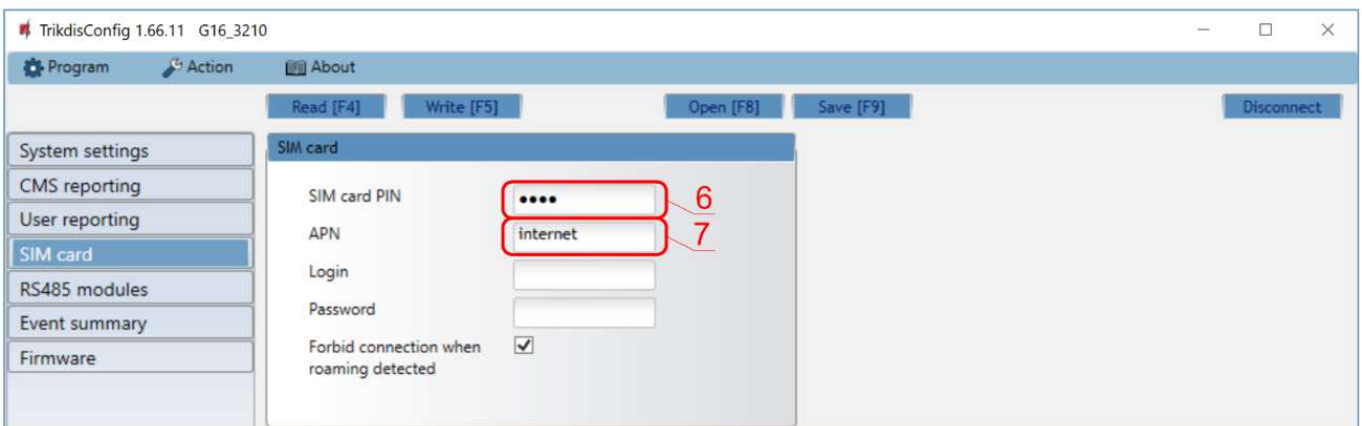 TrikdisConfig 1.66.11 G16_3210
Program Action About
Read [F4] Write [F5] Open [F8] Save [F9] Disconnect
System settings
CMS reporting
User reporting
SIM card
RS485 modules
Event summary
Firmware
SIM card
SIM card PIN •••• 6
APN internet 7
Login
Password
Forbid connection when
roaming detected